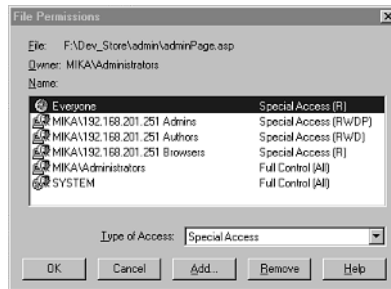 File Permissions
File: F:\Dev_Store\admin\adminPage.asp
Owner: MIKA\Administrators
Name:
Everyone Special Access (R)
MIKA\192.168.201.251 Admins Special Access (RWDP)
MIKA\192.168.201.251 Authors Special Access (RWD)
MIKA\192.168.201.251 Browsers Special Access (R)
MIKA\Administrators Full Control (All)
SYSTEM Full Control (All)
Type of Access: Special Access
OK Cancel Add... Remove Help